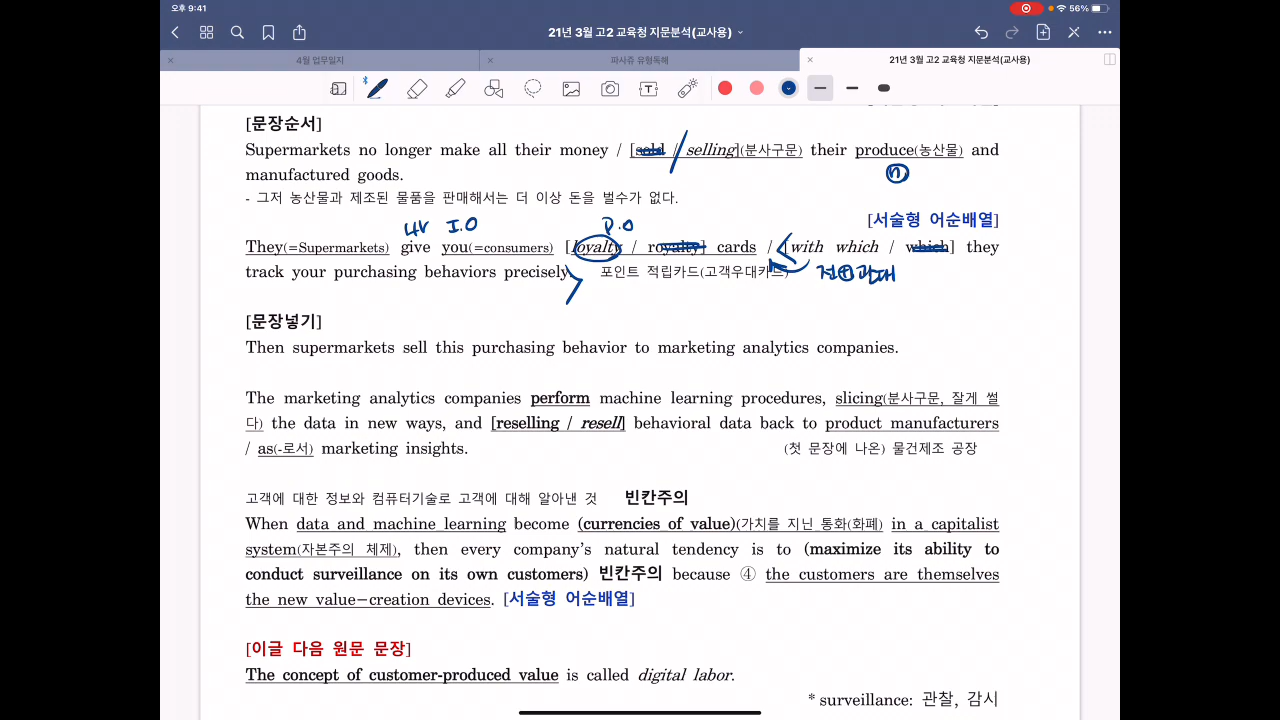 오후 9:41
56%
21년 3월 고2 교육청 지문분석(교사용)
4월 업무일지
파사쥬 유형독해
21년 3월 고2 교육청 지문분석(교사용)
[문장순서]
Supermarkets no longer make all their money / [sold / selling](분사구문) their produce(농산물) and
manufactured goods.
n
- 그저 농산물과 제조된 물품을 판매해서는 더 이상 돈을 벌수가 없다.
[서술형 어순배열]
4V I.O D.O
They(=Supermarkets) give you(=consumers) [loyalty / royalty] cards / [with which / which] they
track your purchasing behaviors precisely. 포인트 적립카드(고객우대카드)
전+관대
[문장넣기]
Then supermarkets sell this purchasing behavior to marketing analytics companies.
The marketing analytics companies perform machine learning procedures, slicing(분사구문, 잘게 썰
다) the data in new ways, and [reselling / resell] behavioral data back to product manufacturers
/ as(-로서) marketing insights. (첫 문장에 나온) 물건제조 공장
고객에 대한 정보와 컴퓨터기술로 고객에 대해 알아낸 것 빈칸주의
When data and machine learning become (currencies of value)(가치를 지닌 통화(화폐) in a capitalist
system(자본주의 체제), then every company's natural tendency is to (maximize its ability to
conduct surveillance on its own customers) 빈칸주의 because ④ the customers are themselves
the new value-creation devices. [서술형 어순배열]
[이글 다음 원문 문장]
The concept of customer-produced value is called digital labor.
* surveillance: 관찰, 감시